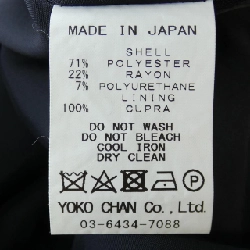 MADE IN JAPAN
SHELL
71% POLYESTER
22% RAYON
7% POLYURETHANE
LINING
100% CUPRA
DO NOT WASH
DO NOT BLEACH
COOL IRON
DRY CLEAN
YOKO CHAN Co., Ltd.
03-6434-7088